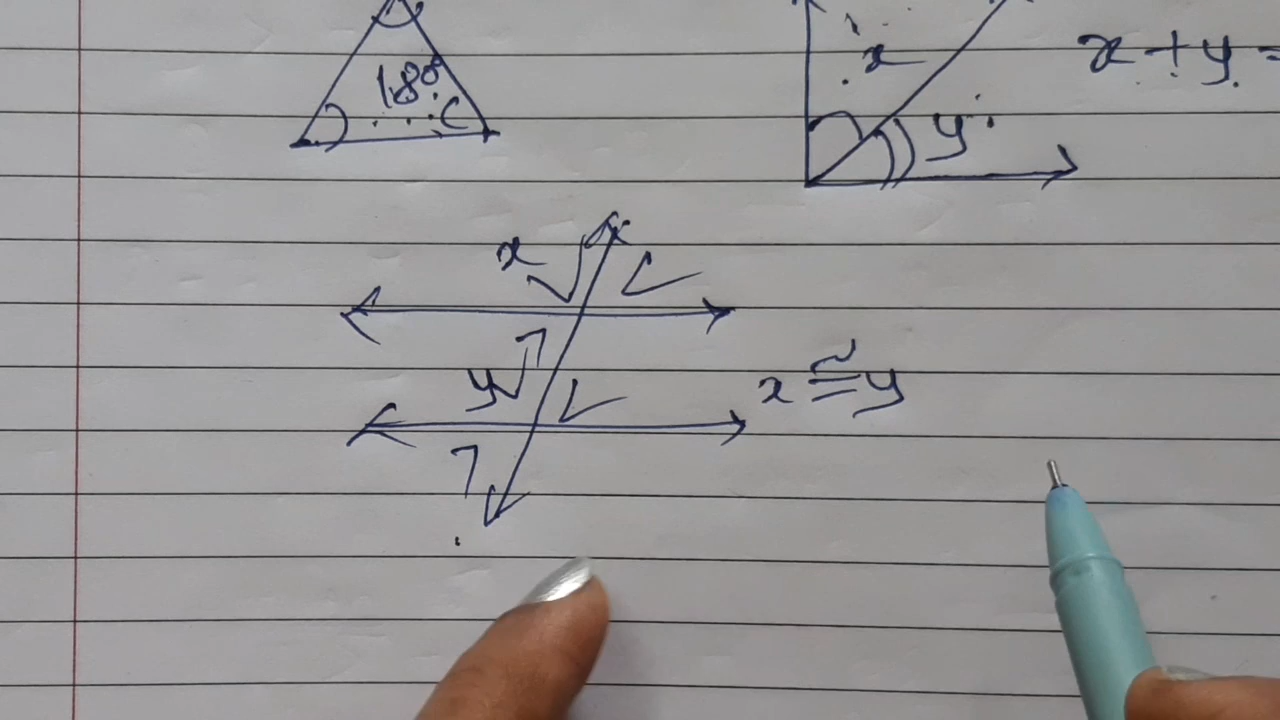 180°
x
y
x + y =
x
y
x ≅ y